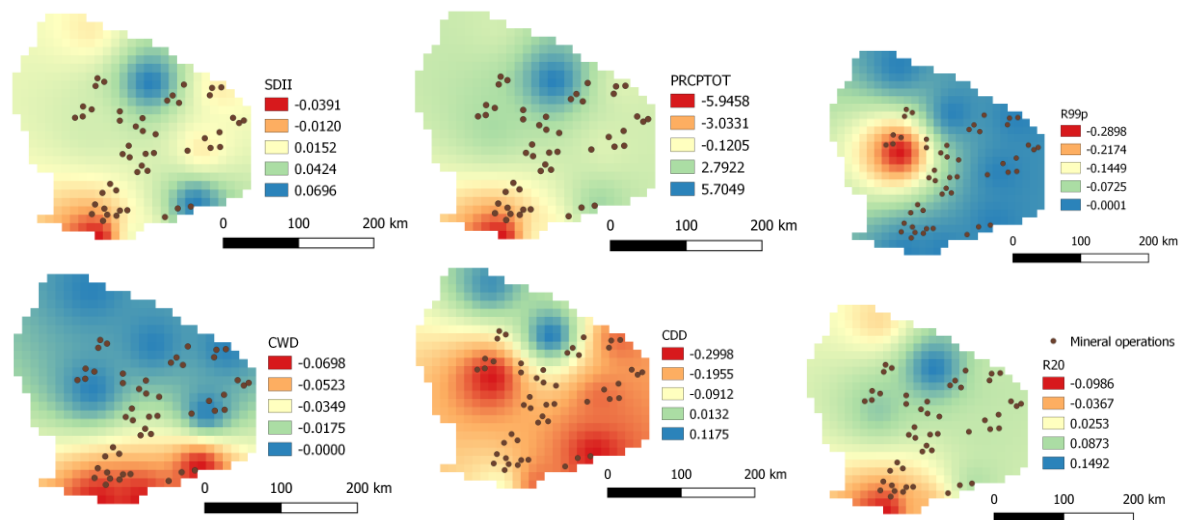 SDII
-0.0391
-0.0120
0.0152
0.0424
0.0696
0 100 200 km
PRCPTOT
-5.9458
-3.0331
-0.1205
2.7922
5.7049
0 100 200 km
R99p
-0.2898
-0.2174
-0.1449
-0.0725
-0.0001
0 100 200 km
CWD
-0.0698
-0.0523
-0.0349
-0.0175
-0.0000
0 100 200 km
CDD
-0.2998
-0.1955
-0.0912
0.0132
0.1175
0 100 200 km
Mineral operations
R20
-0.0986
-0.0367
0.0253
0.0873
0.1492
0 100 200 km